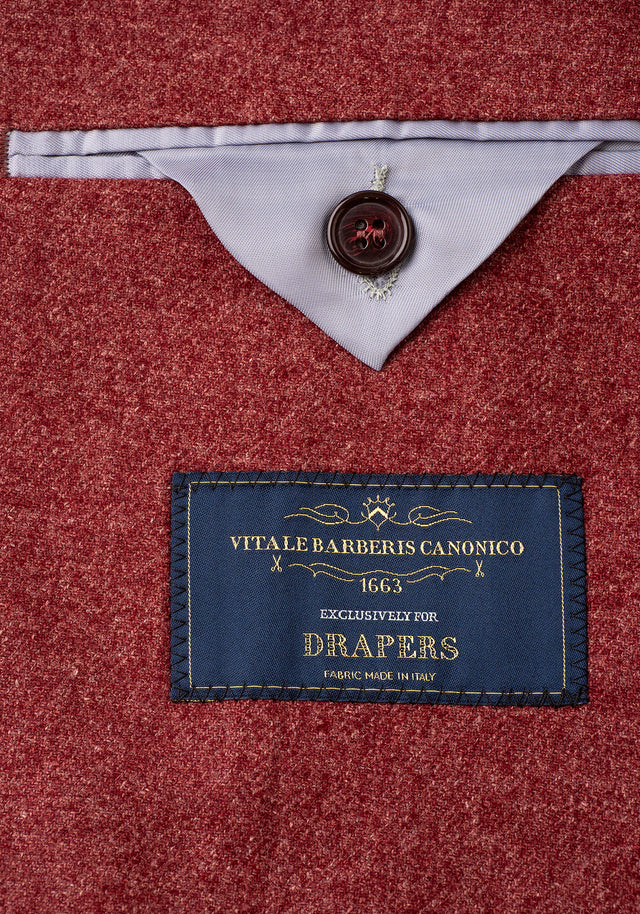 VITALE BARBERIS CANONICO
1663
EXCLUSIVELY FOR
DRAPERS
FABRIC MADE IN ITALY